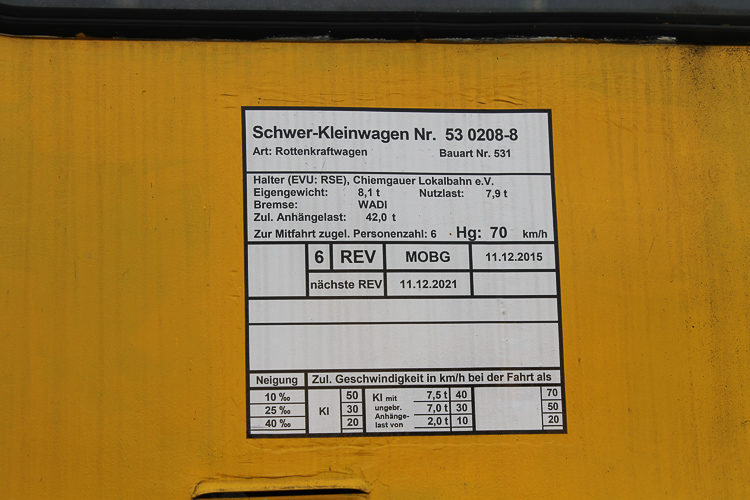 Schwer-Kleinwagen Nr. 53 0208-8
Art: Rottenkraftwagen Bauart Nr. 531
Halter (EVU: RSE), Chiemgauer Lokalbahn e.V.
Eigengewicht: 8,1 t Nutzlast: 7,9 t
Bremse: WADI
Zul. Anhängelast: 42,0 t
Zur Mitfahrt zugel. Personenzahl: 6 · Hg: 70 km/h
6 REV MOBG 11.12.2015
nächste REV 11.12.2021
Neigung Zul. Geschwindigkeit in km/h bei der Fahrt als
10 ‰ 50 7,5 t 40 70
25 ‰ 30 7,0 t 30 50
40 ‰ 20 2,0 t 10 20
Kl
Kl mit
ungebr.
Anhänge-
last von